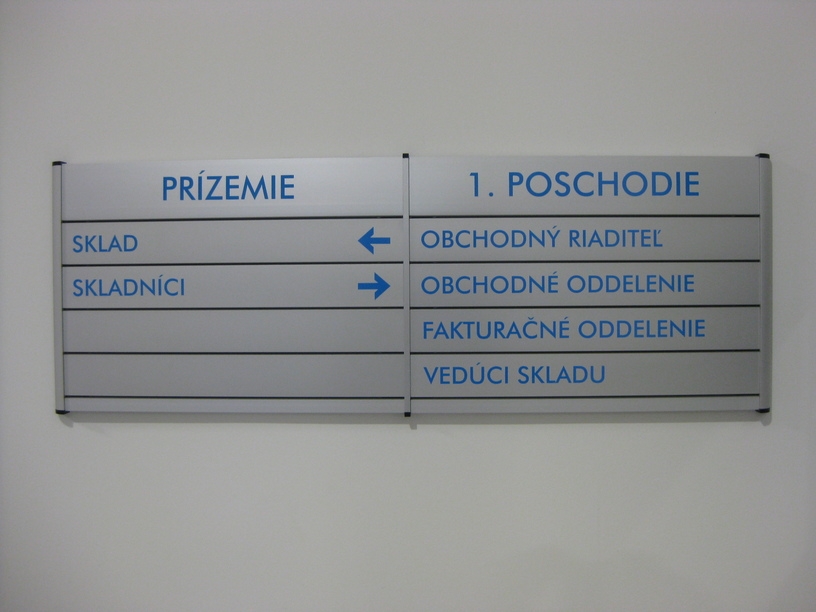 PRÍZEMIE
SKLAD
SKLADNÍCI
1. POSCHODIE
OBCHODNÝ RIADITEĽ
OBCHODNÉ ODDELENIE
FAKTURAČNÉ ODDELENIE
VEDÚCI SKLADU